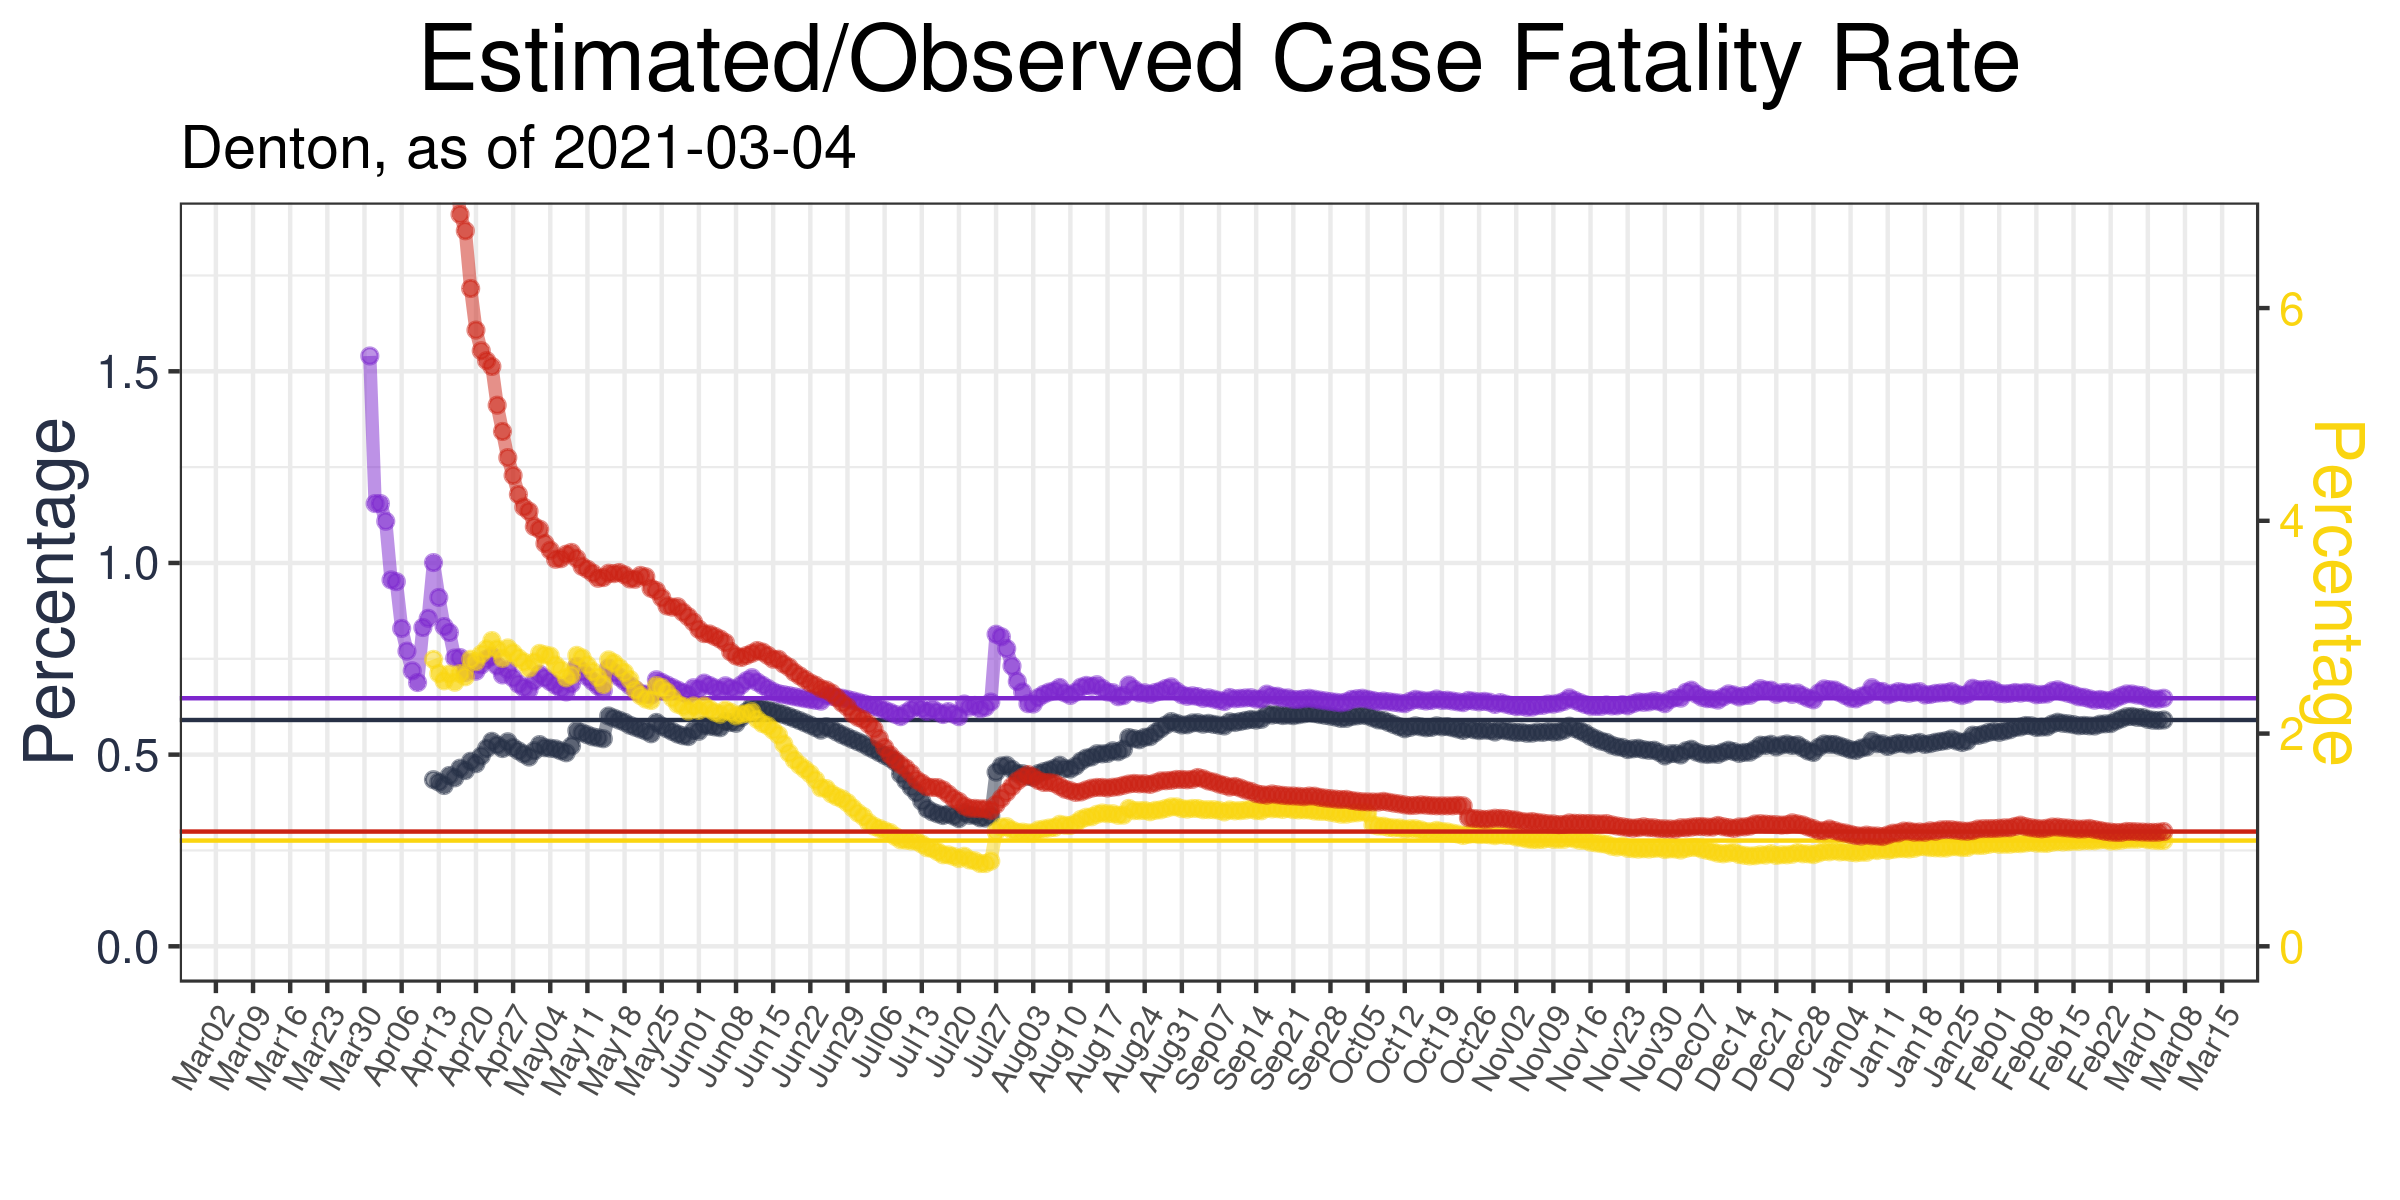 Estimated/Observed Case Fatality Rate
Denton, as of 2021-03-04
Percentage
1.5
1.0
0.5
0.0
6
4
2
0
Percentage
Mar02
Mar09
Mar16
Mar23
Mar30
Apr06
Apr13
Apr20
Apr27
May04
May11
May18
May25
Jun01
Jun08
Jun15
Jun22
Jun29
Jul06
Jul13
Jul20
Jul27
Aug03
Aug10
Aug17
Aug24
Aug31
Sep07
Sep14
Sep21
Sep28
Oct05
Oct12
Oct19
Oct26
Nov02
Nov09
Nov16
Nov23
Nov30
Dec07
Dec14
Dec21
Dec28
Jan04
Jan11
Jan18
Jan25
Feb01
Feb08
Feb15
Feb22
Mar01
Mar08
Mar15